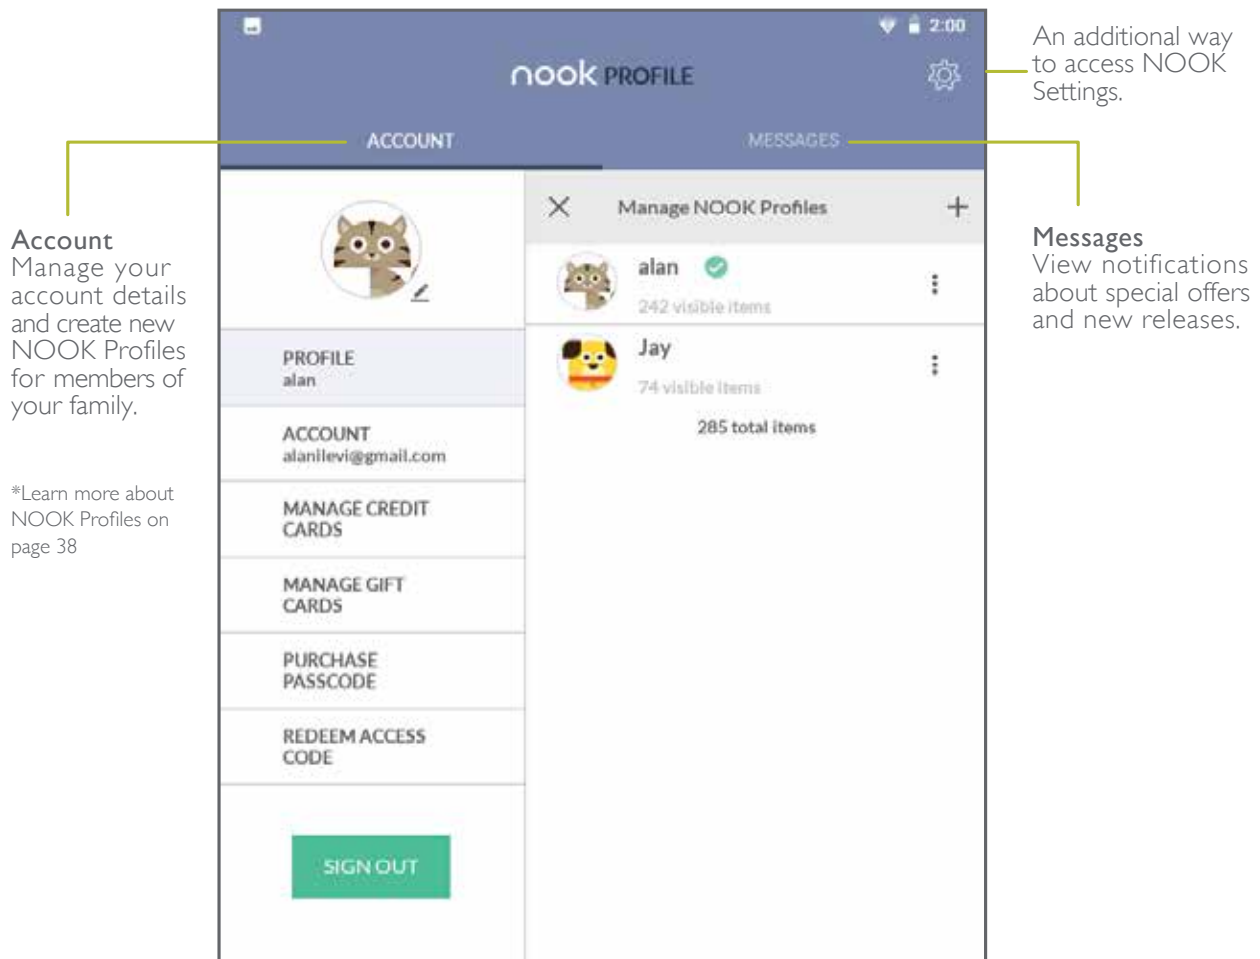 2:00
nook PROFILE
ACCOUNT
MESSAGES
An additional way
to access NOOK
Settings.
Account
Manage your
account details
and create new
NOOK Profiles
for members of
your family.
*Learn more about
NOOK Profiles on
page 38
PROFILE
alan
ACCOUNT
alanilevi@gmail.com
MANAGE CREDIT
CARDS
MANAGE GIFT
CARDS
PURCHASE
PASSCODE
REDEEM ACCESS
CODE
SIGN OUT
Manage NOOK Profiles
alan
242 visible items
Jay
74 visible items
285 total items
Messages
View notifications
about special offers
and new releases.